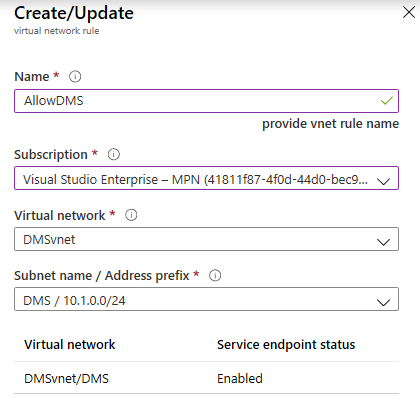 Create/Update
virtual network rule
Name *
AllowDMS
provide vnet rule name
Subscription *
Visual Studio Enterprise – MPN (41811f87-4f0d-44d0-bec9...
Virtual network *
DMSvnet
Subnet name / Address prefix *
DMS / 10.1.0.0/24
Virtual network Service endpoint status
DMSvnet/DMS Enabled